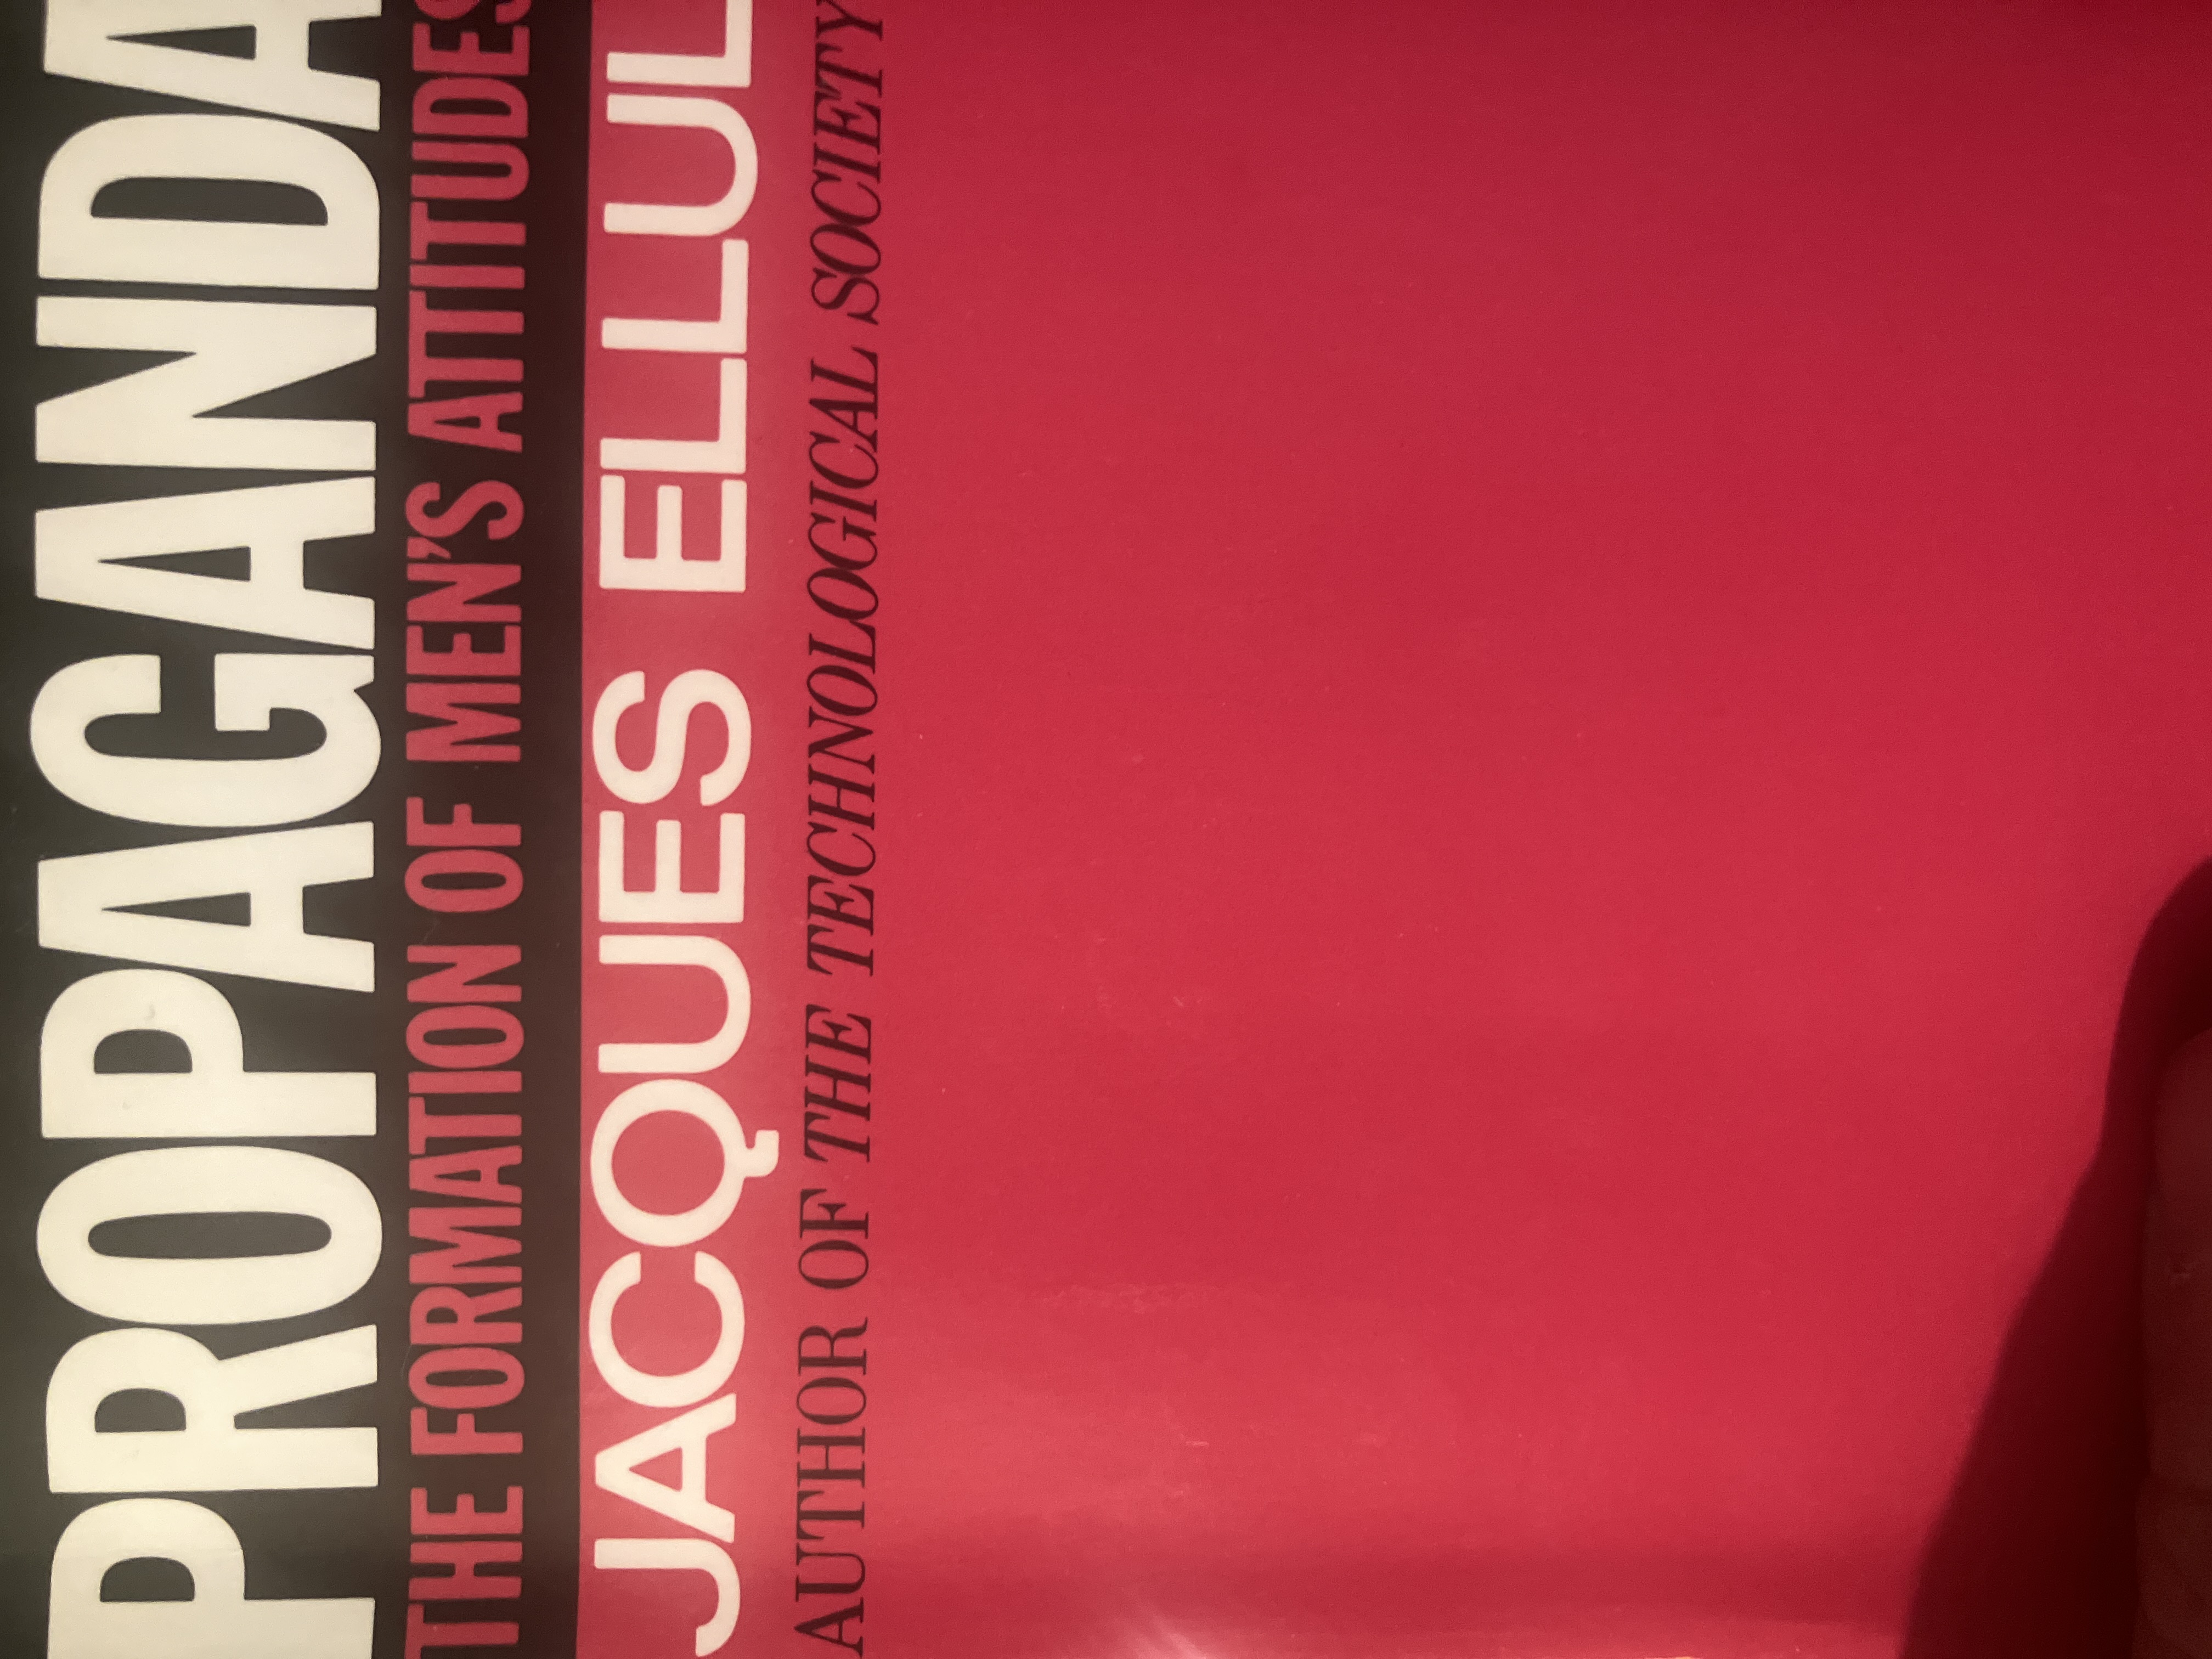 PROPAGANDA
THE FORMATION OF MEN'S ATTITUDES
JACQUES ELLUL
AUTHOR OF THE TECHNOLOGICAL SOCIETY